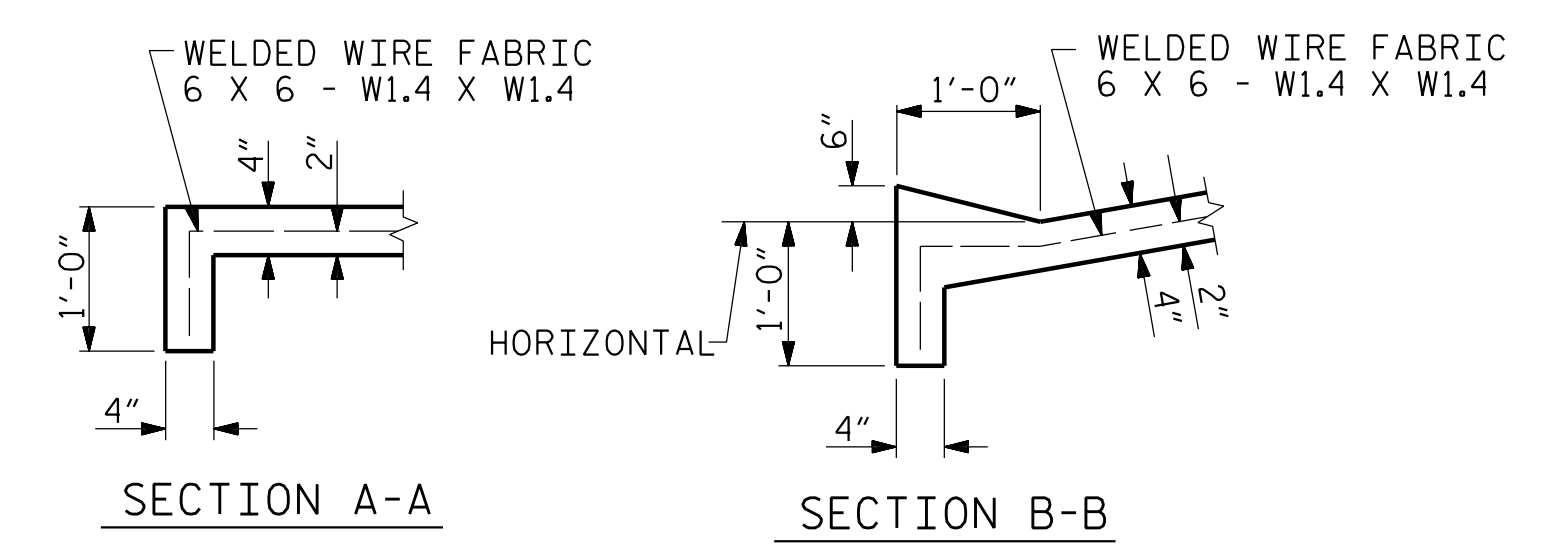 WELDED WIRE FABRIC
6 X 6 - W1.4 X W1.4
4"
2"
1'-0"
4"
SECTION A-A
WELDED WIRE FABRIC
6 X 6 - W1.4 X W1.4
1'-0"
6"
1'-0"
HORIZONTAL
4"
2"
4"
SECTION B-B